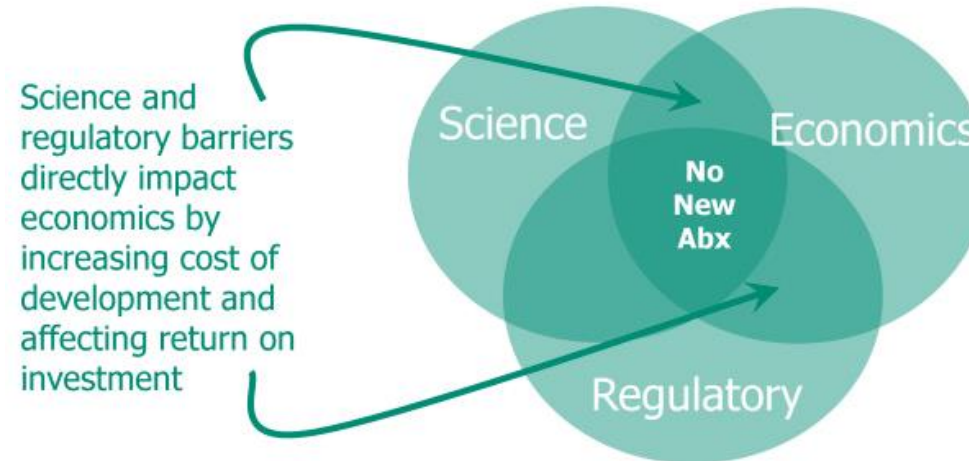 Science and
regulatory barriers
directly impact
economics by
increasing cost of
development and
affecting return on
investment
Science
Economics
No
New
Abx
Regulatory